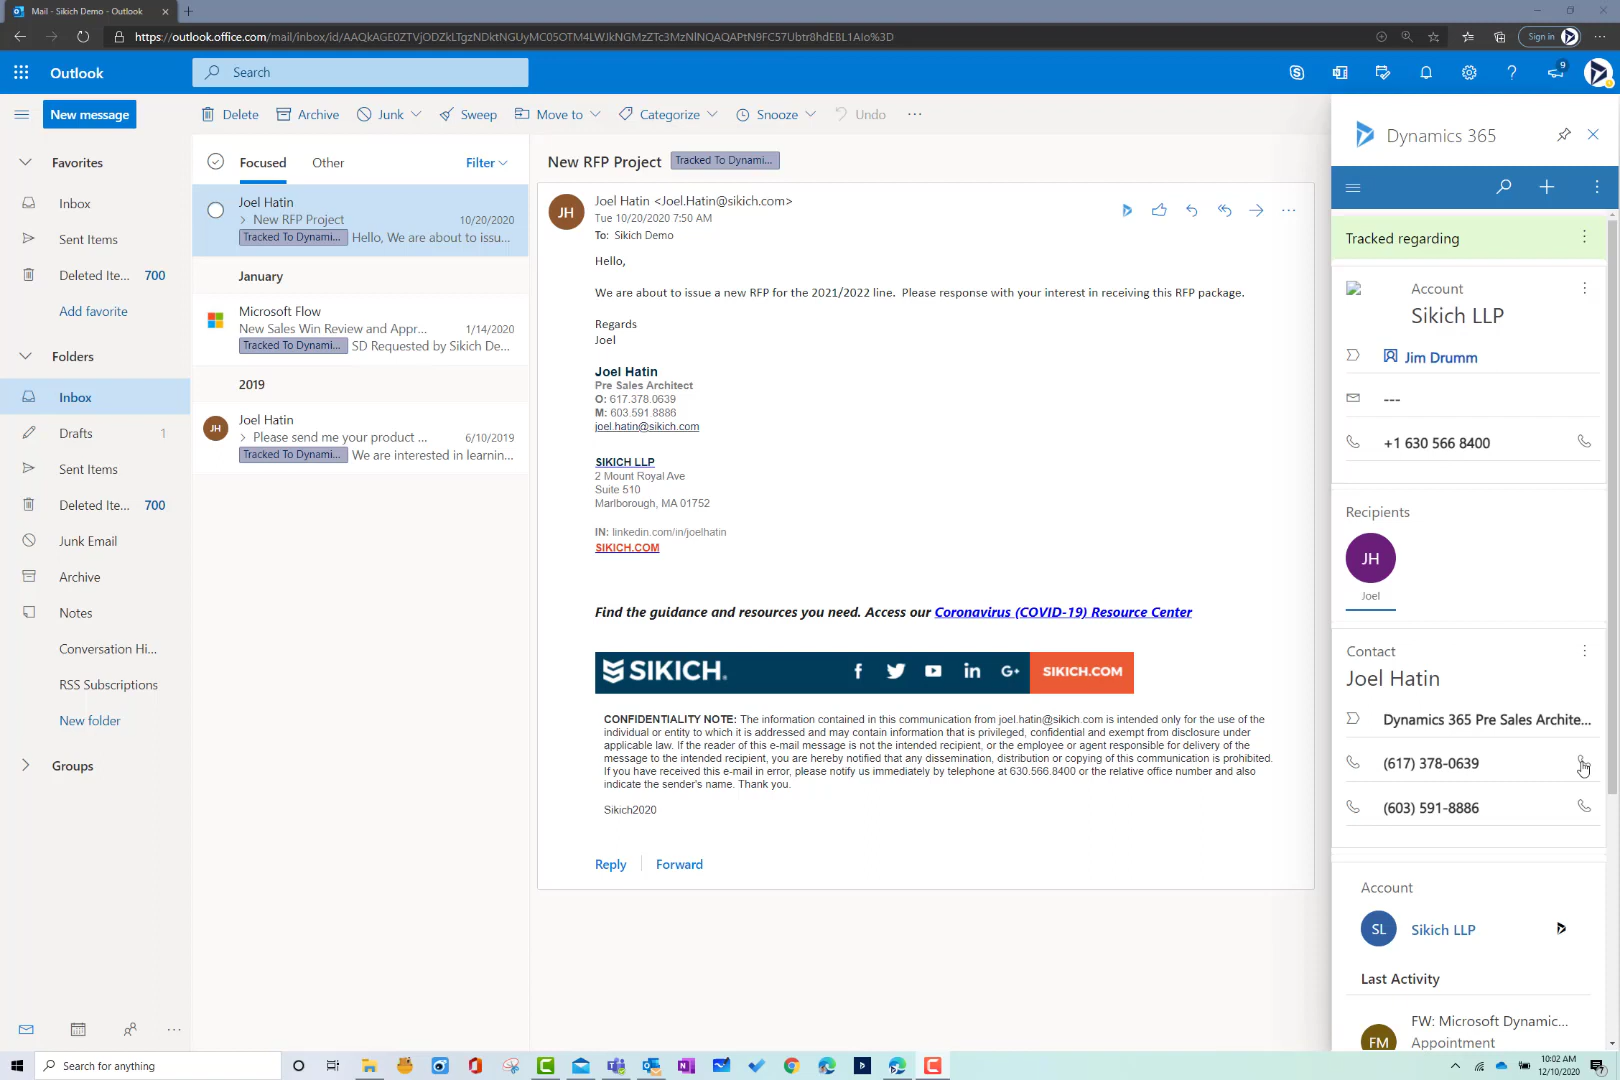 Mail - Sikich Demo - Outlook
https://outlook.office.com/mail/inbox/id/AAQkAGE0ZTVjODZkLTgzNDktNGUyMC05OTM4LWJkNGMzZTc3MzNlNQAQAPtN9FC57Ubtr8hdEBL1AIo%3D
Sign in
Outlook
Search
9
New message
Delete
Archive
Junk
Sweep
Move to
Categorize
Snooze
Undo
Favorites
Inbox
Sent Items
Deleted Ite... 700
Add favorite
Folders
Inbox
Drafts 1
Sent Items
Deleted Ite... 700
Junk Email
Archive
Notes
Conversation Hi...
RSS Subscriptions
New folder
Groups
Focused Other Filter
Joel Hatin
New RFP Project 10/20/2020
Tracked To Dynami... Hello, We are about to issu...
January
Microsoft Flow
New Sales Win Review and Appr... 1/14/2020
Tracked To Dynami... SD Requested by Sikich De...
2019
JH
Joel Hatin
Please send me your product ... 6/10/2019
Tracked To Dynami... We are interested in learnin...
New RFP Project Tracked To Dynami...
JH
Joel Hatin <Joel.Hatin@sikich.com>
Tue 10/20/2020 7:50 AM
To: Sikich Demo
Hello,
We are about to issue a new RFP for the 2021/2022 line. Please response with your interest in receiving this RFP package.
Regards
Joel
Joel Hatin
Pre Sales Architect
O: 617.378.0639
M: 603.591.8886
joel.hatin@sikich.com
SIKICH LLP
2 Mount Royal Ave
Suite 510
Marlborough, MA 01752
IN: linkedin.com/in/joelhatin
SIKICH.COM
Find the guidance and resources you need. Access our Coronavirus (COVID-19) Resource Center
SIKICH. f in G+ SIKICH.COM
CONFIDENTIALITY NOTE: The information contained in this communication from joel.hatin@sikich.com is intended only for the use of the
individual or entity to which it is addressed and may contain information that is privileged, confidential and exempt from disclosure under
applicable law. If the reader of this e-mail message is not the intended recipient, or the employee or agent responsible for delivery of the
message to the intended recipient, you are hereby notified that any dissemination, distribution or copying of this communication is prohibited.
If you have received this e-mail in error, please notify us immediately by telephone at 630.566.8400 or the relative office number and also
indicate the sender's name. Thank you.
Sikich2020
Reply Forward
Dynamics 365
Tracked regarding
Account
Sikich LLP
Jim Drumm
---
+1 630 566 8400
Recipients
JH
Joel
Contact
Joel Hatin
Dynamics 365 Pre Sales Archite...
(617) 378-0639
(603) 591-8886
Account
SL Sikich LLP
Last Activity
FM
FW: Microsoft Dynamic...
Appointment
Search for anything
10:02 AM
12/10/2020
7